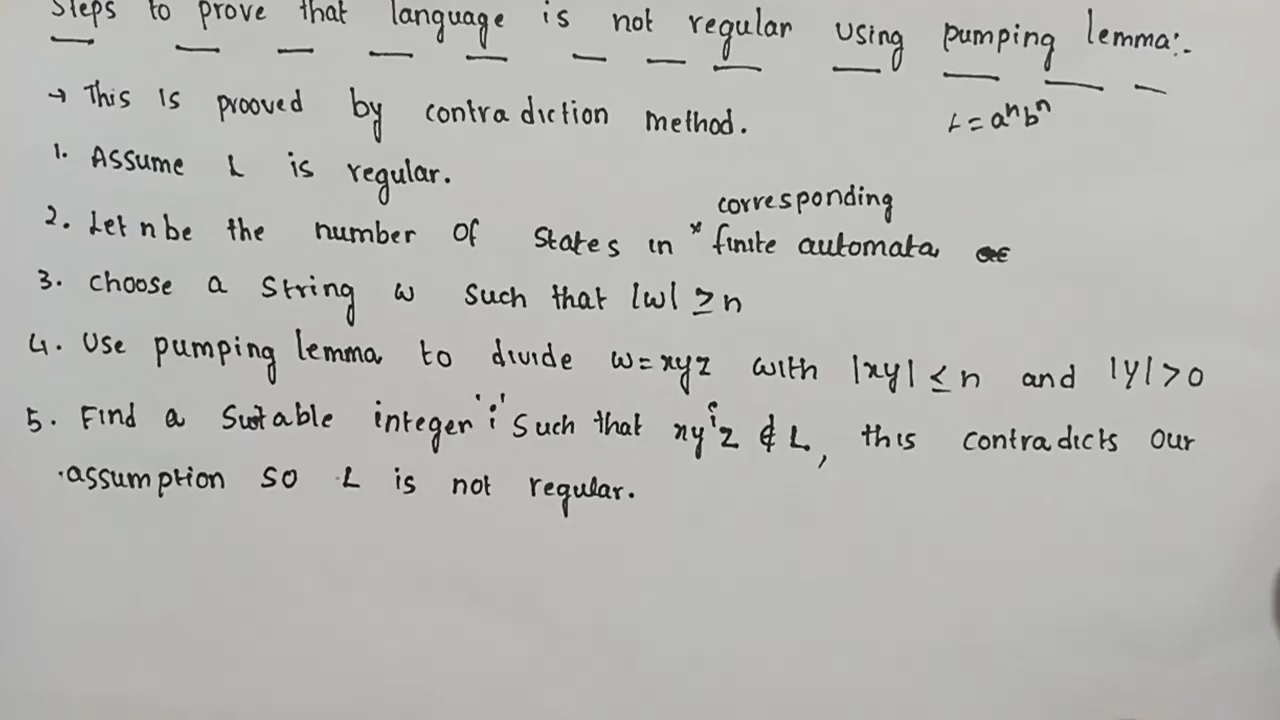 Steps to prove that language is not regular using pumping lemma:-
→ This is prooved by contradiction method.
L = aⁿbⁿ
1. Assume L is regular.
2. Let n be the number of states in * corresponding finite automata
3. choose a string w such that |w| ≥ n
4. Use pumping lemma to divide w = xyz with |xy| ≤ n and |y| > 0
5. Find a Suitable integer 'i' such that xyⁱz ∉ L, this contradicts our
assumption so L is not regular.